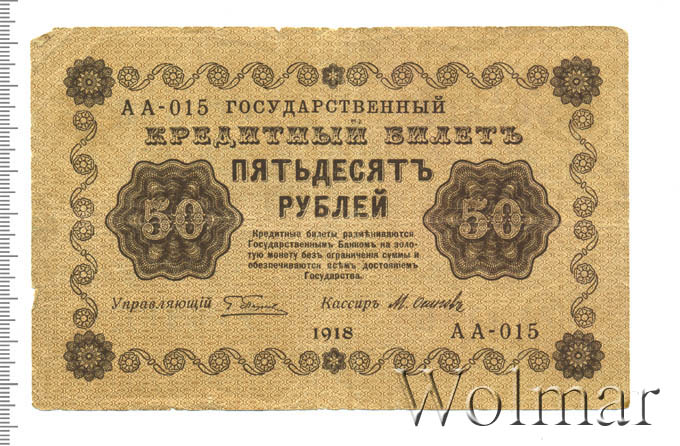 АА-015 ГОСУДАРСТВЕННЫЙ
КРЕДИТНЫЙ БИЛЕТЪ
ПЯТЬДЕСЯТЪ
РУБЛЕЙ
50 50
Кредитные билеты размѣниваются
Государственнымъ Банкомъ на золо-
тую монету безъ ограниченія суммы и
обезпечиваются всѣмъ достояніемъ
Государства.
Управляющій Кассиръ
1918 АА-015
Wolmar